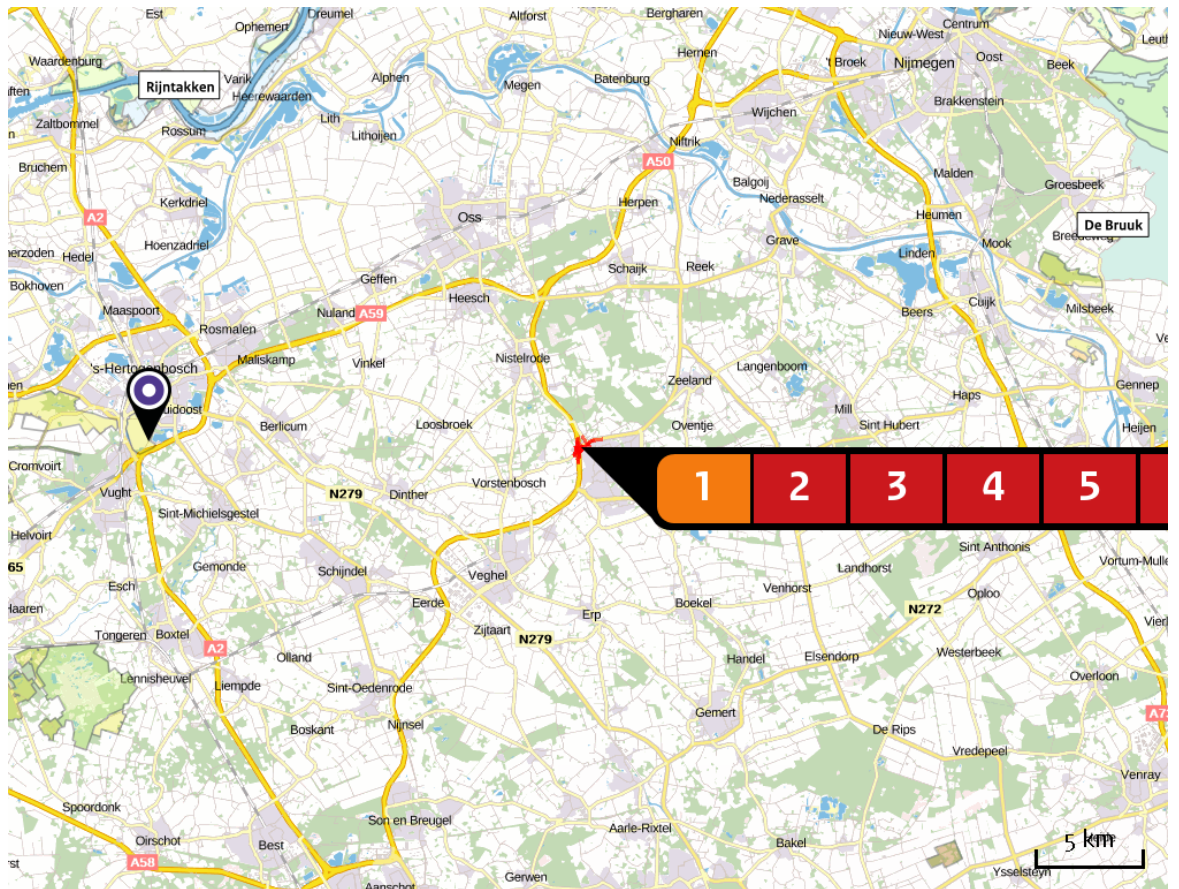 Est
Dreumel
Altforst
Bergharen
Centrum
Ophemert
Nieuw-West
Leuth
Waardenburg
Hernen
't Broek
Nijmegen
Oost
Beek
Rijntakken
Varik
Alphen
Megen
Batenburg
Heerewaarden
Brakkenstein
Zaltbommel
Rossum
Lith
Lithoijen
Wijchen
Niftrik
A50
Bruchem
Balgoij
Malden
Groesbeek
Kerkdriel
Herpen
Nederasselt
A2
Oss
Heumen
De Bruuk
Breedeweg
Hoenzadriel
Grave
Mook
Hedel
Linden
Schaijk
Reek
Geffen
Bokhoven
Heesch
Cuijk
Maaspoort
Nuland
A59
Beers
Milsbeek
Rosmalen
Nistelrode
Maliskamp
Vinkel
's-Hertogenbosch
Langenboom
Zeeland
Gennep
Haps
Mill
uidoost
Berlicum
Loosbroek
Oventje
Sint Hubert
Heijen
Cromvoirt
1 2 3 4 5
Vught
N279
Dinther
Vorstenbosch
Sint-Michielsgestel
Helvoirt
Sint Anthonis
Vortum-Mulle
65
Gemonde
Schijndel
Veghel
Landhorst
Esch
Venhorst
Oploo
Haaren
Eerde
Boekel
N272
Erp
Zijtaart
N279
Tongeren
Boxtel
A2
Olland
Handel
Elsendorp
Westerbeek
Lennisheuvel
Liempde
Sint-Oedenrode
Overloon
Boskant
Nijnsel
Gemert
A73
De Rips
Vredepeel
Venray
Spoordonk
Son en Breugel
Aarle-Rixtel
Oirschot
Best
Bakel
5 km
A58
Gerwen
Ysselsteyn
Aanschot